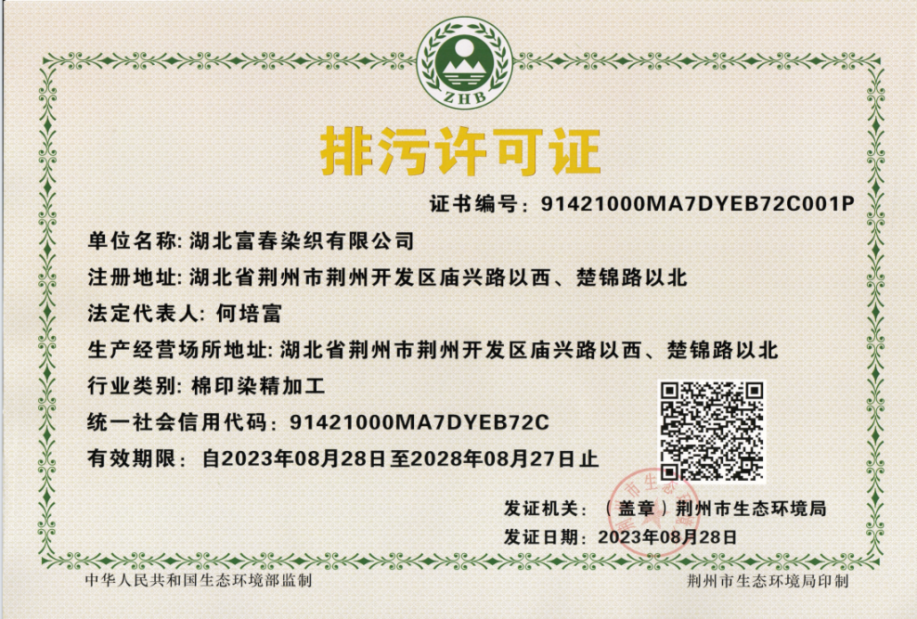 ZHB
排污许可证
证书编号：91421000MA7DYEB72C001P
单位名称: 湖北富春染织有限公司
注册地址: 湖北省荆州市荆州开发区庙兴路以西、楚锦路以北
法定代表人: 何培富
生产经营场所地址: 湖北省荆州市荆州开发区庙兴路以西、楚锦路以北
行业类别: 棉印染精加工
统一社会信用代码：91421000MA7DYEB72C
有效期限：自2023年08月28日至2028年08月27日止
发证机关：（盖章）荆州市生态环境局
发证日期：2023年08月28日
中华人民共和国生态环境部监制
荆州市生态环境局印制